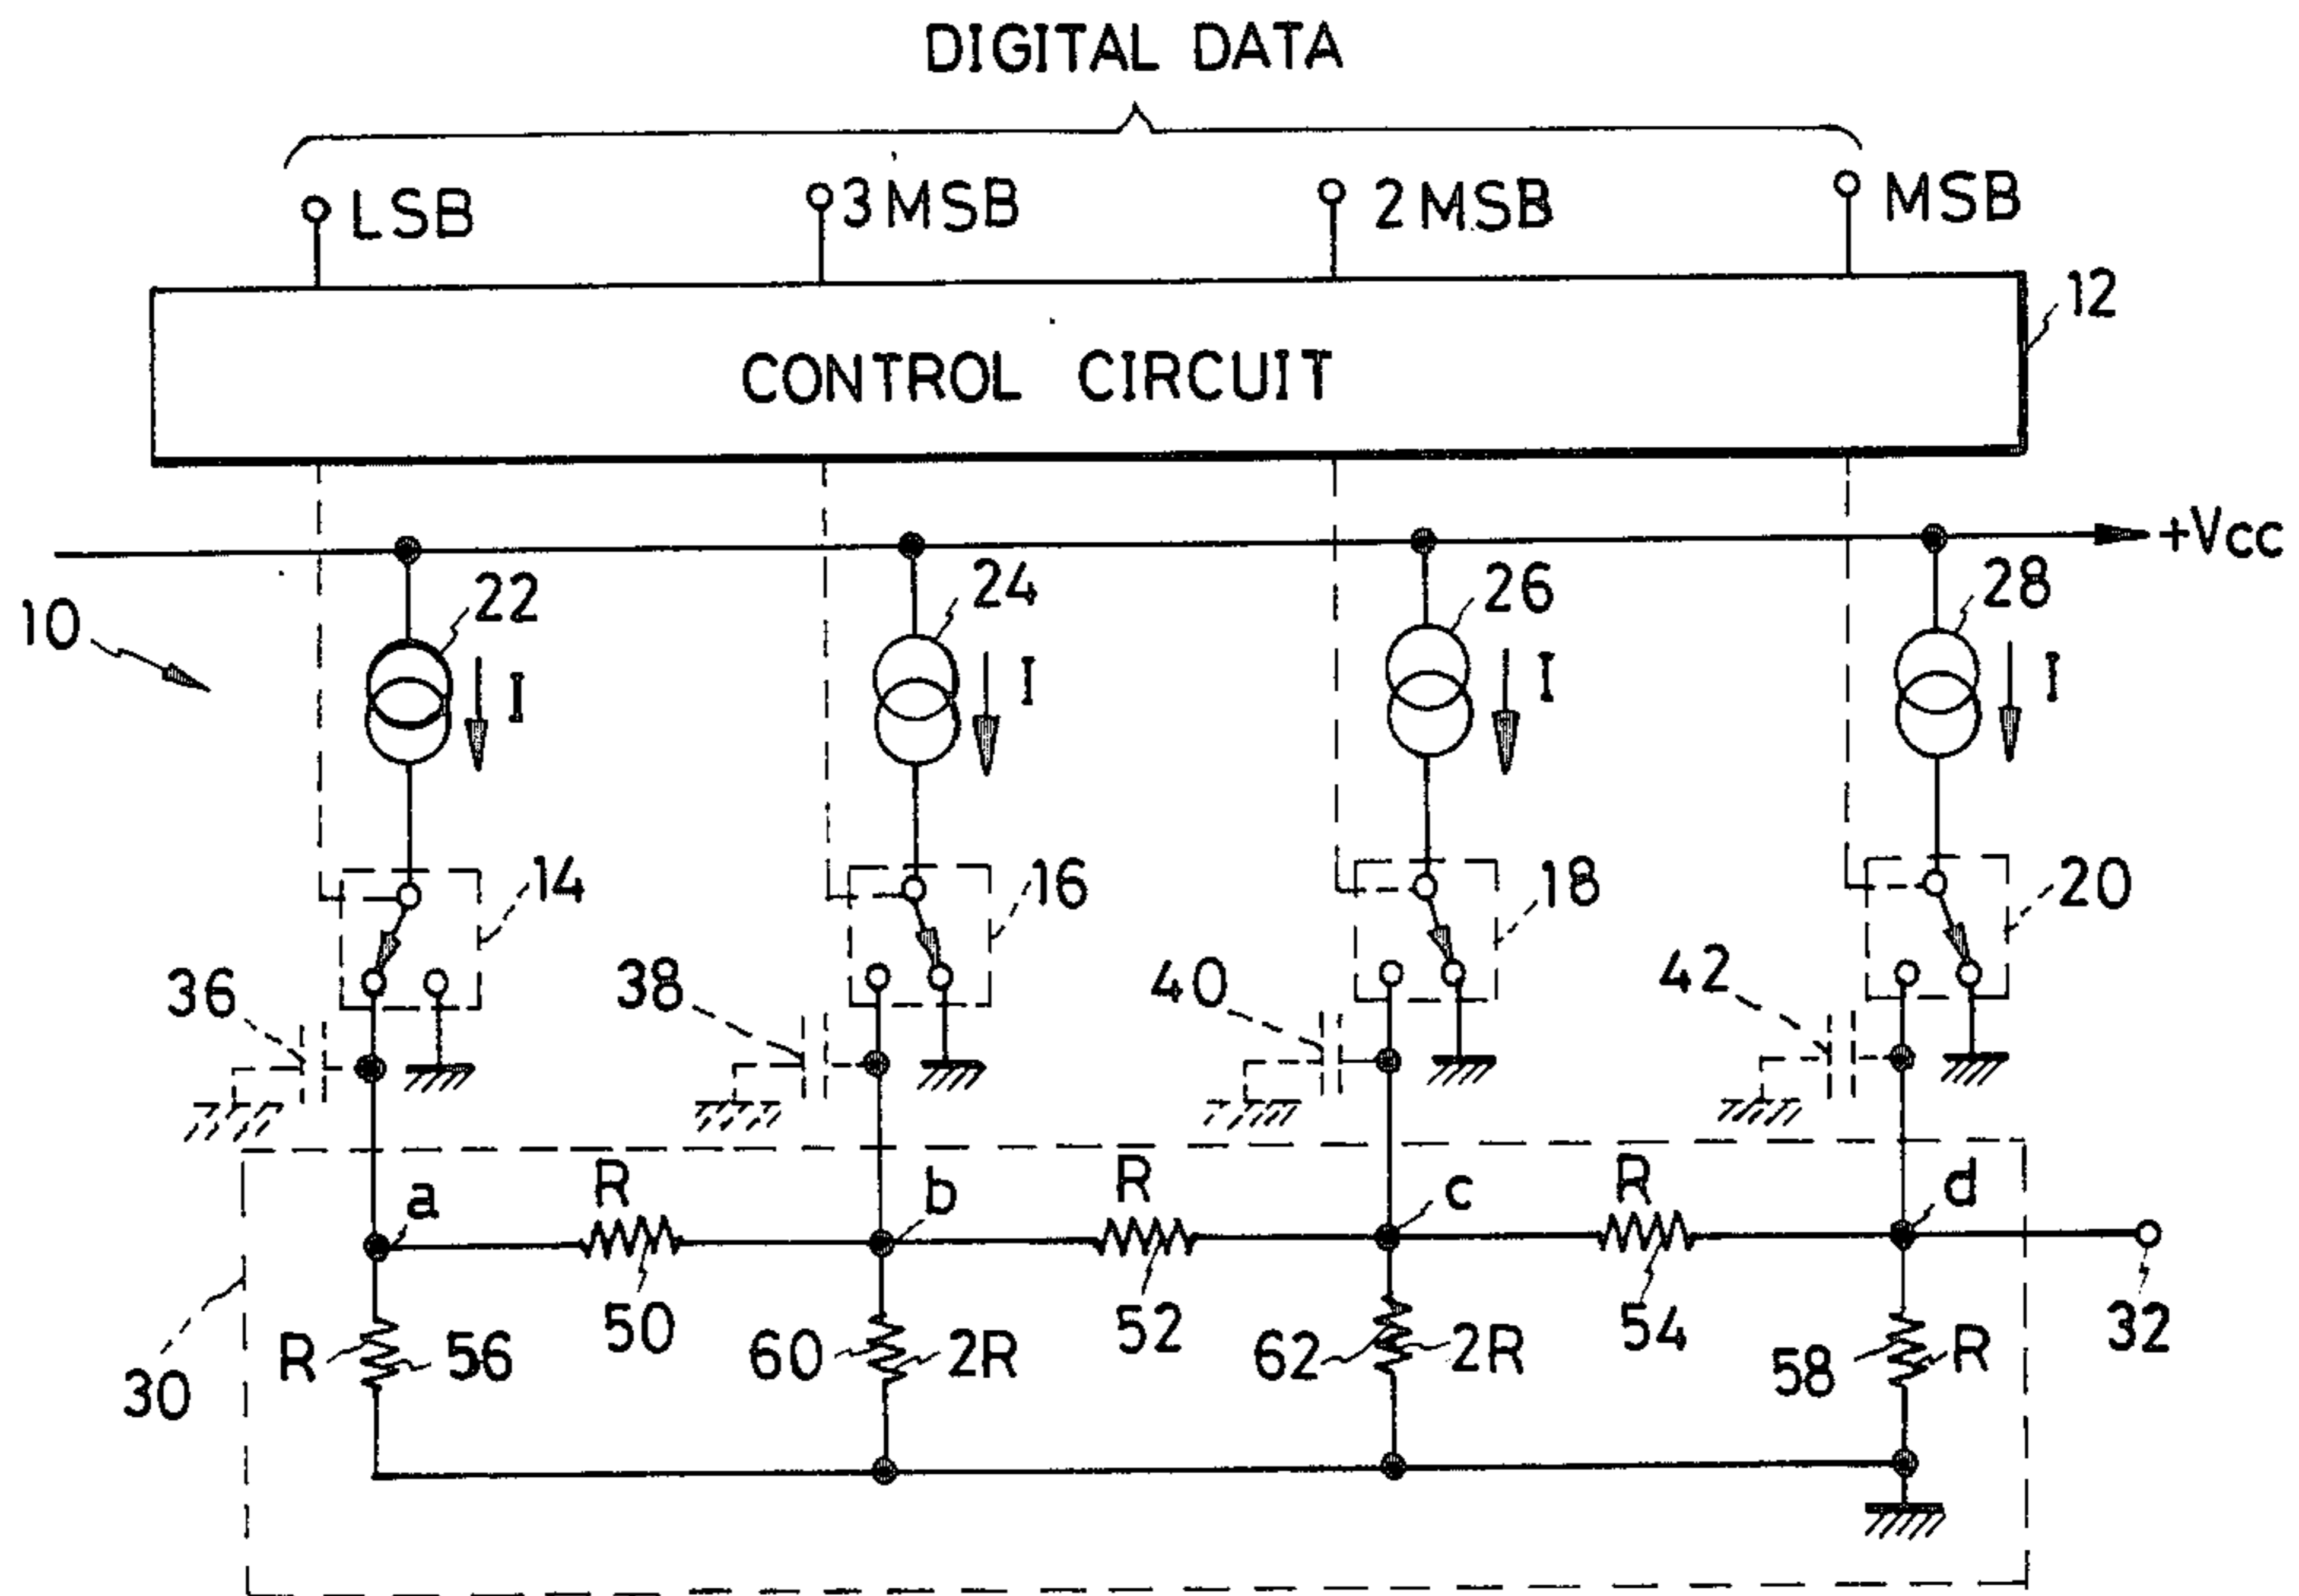 DIGITAL DATA
LSB 3MSB 2MSB MSB
12
CONTROL CIRCUIT
+Vcc
10 22 I 24 I 26 I 28 I
14 16 18 20
36 38 40 42
a R b R c R d
50 52 54 32
R 56 60 2R 62 2R 58 R
30